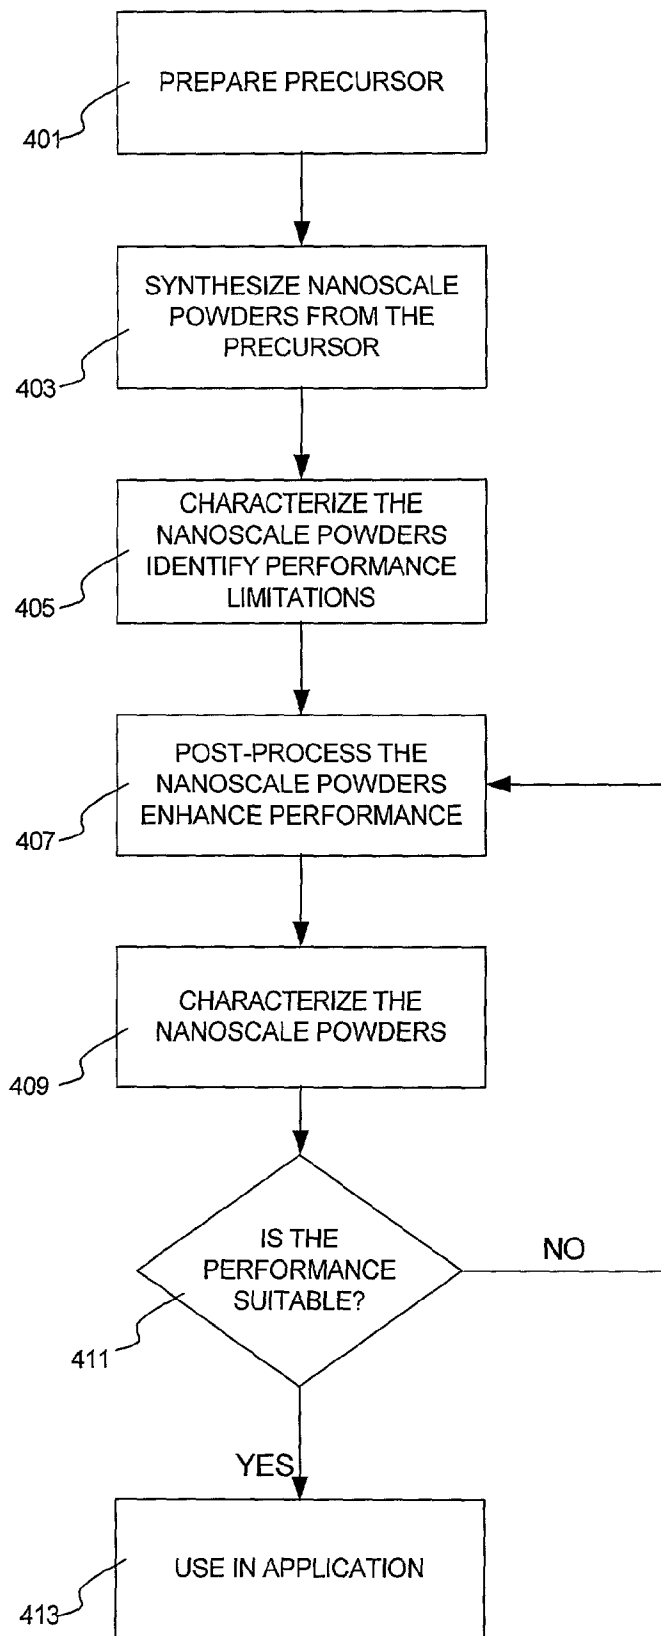 PREPARE PRECURSOR
401
SYNTHESIZE NANOSCALE
POWDERS FROM THE
PRECURSOR
403
CHARACTERIZE THE
NANOSCALE POWDERS
IDENTIFY PERFORMANCE
LIMITATIONS
405
POST-PROCESS THE
NANOSCALE POWDERS
ENHANCE PERFORMANCE
407
CHARACTERIZE THE
NANOSCALE POWDERS
409
IS THE
PERFORMANCE
SUITABLE?
NO
411
YES
USE IN APPLICATION
413